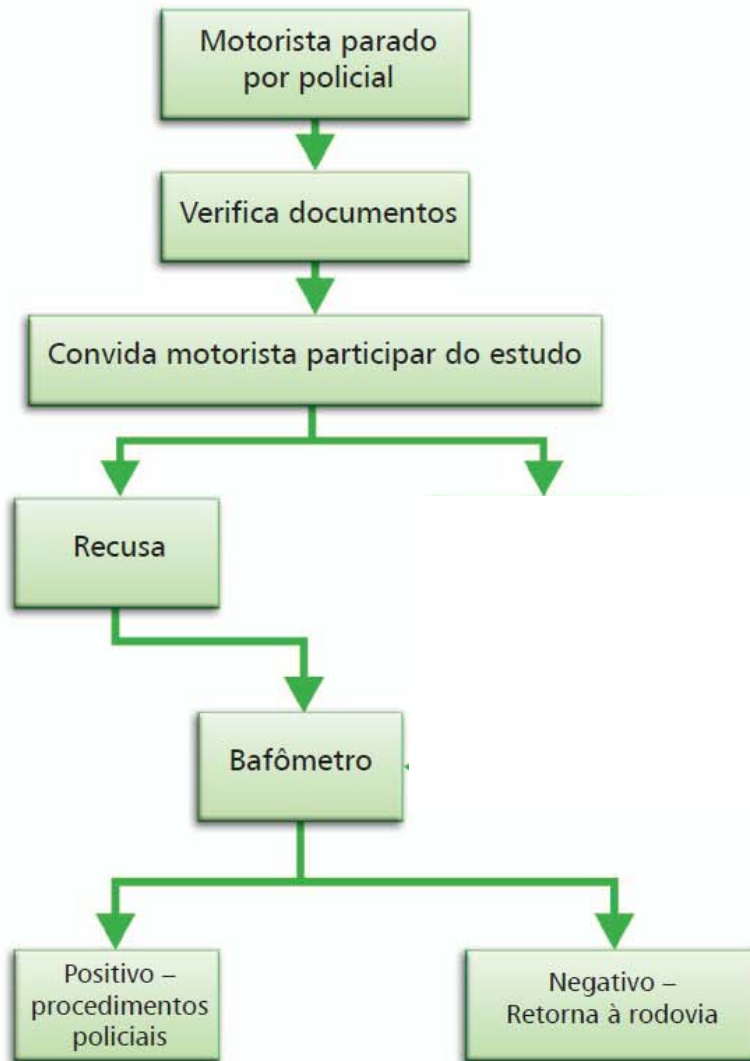 Motorista parado
por policial
Verifica documentos
Convida motorista participar do estudo
Recusa
Bafômetro
Positivo –
procedimentos
policiais
Negativo –
Retorna à rodovia